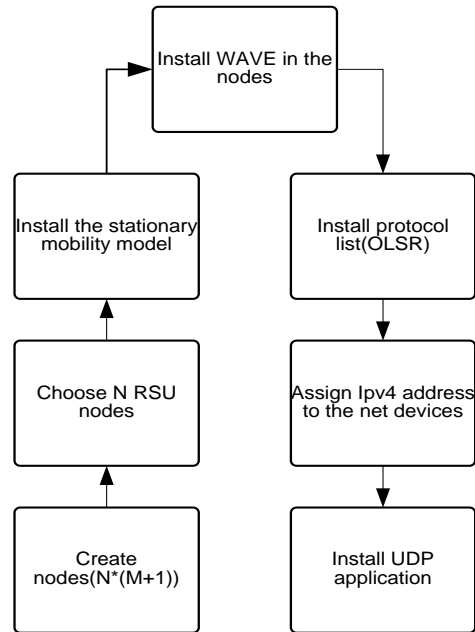 Install WAVE in the
nodes
Install the stationary
mobility model
Install protocol
list(OLSR)
Choose N RSU
nodes
Assign Ipv4 address
to the net devices
Create
nodes(N*(M+1))
Install UDP
application